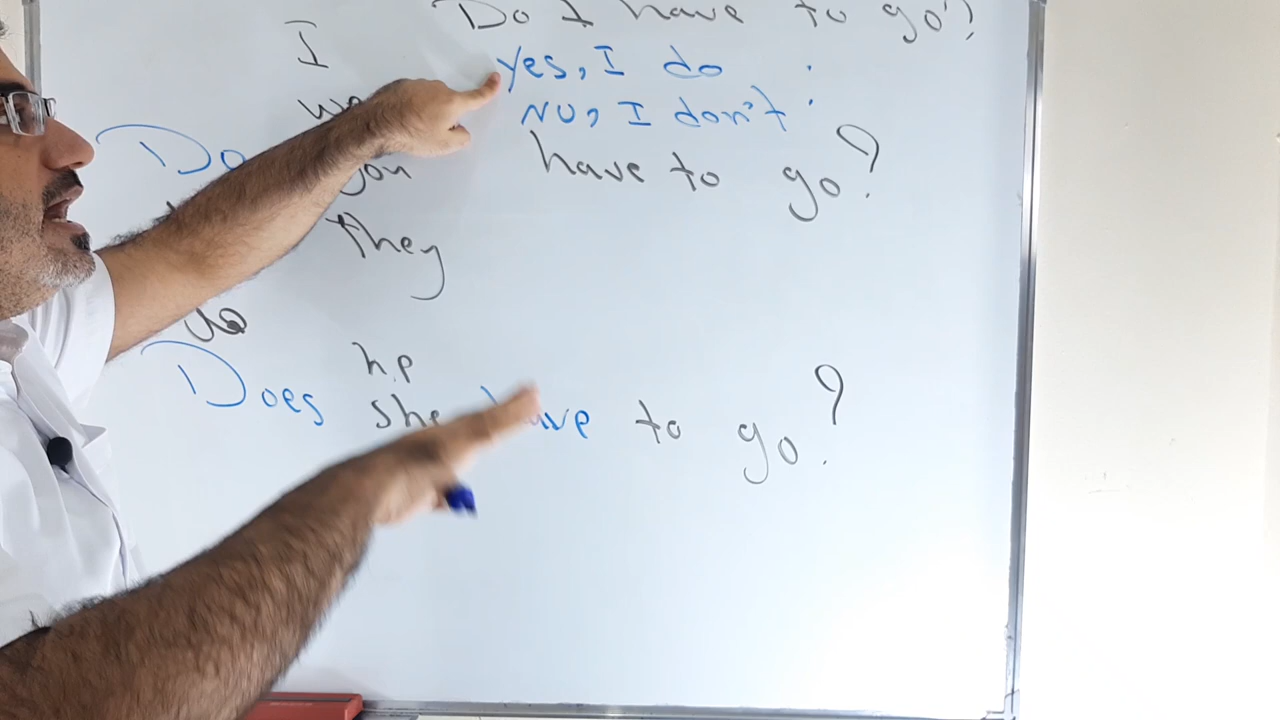 Do I have to go?
I yes, I do .
we No, I don't .
Do you have to go?
they
he
Does she have to go?